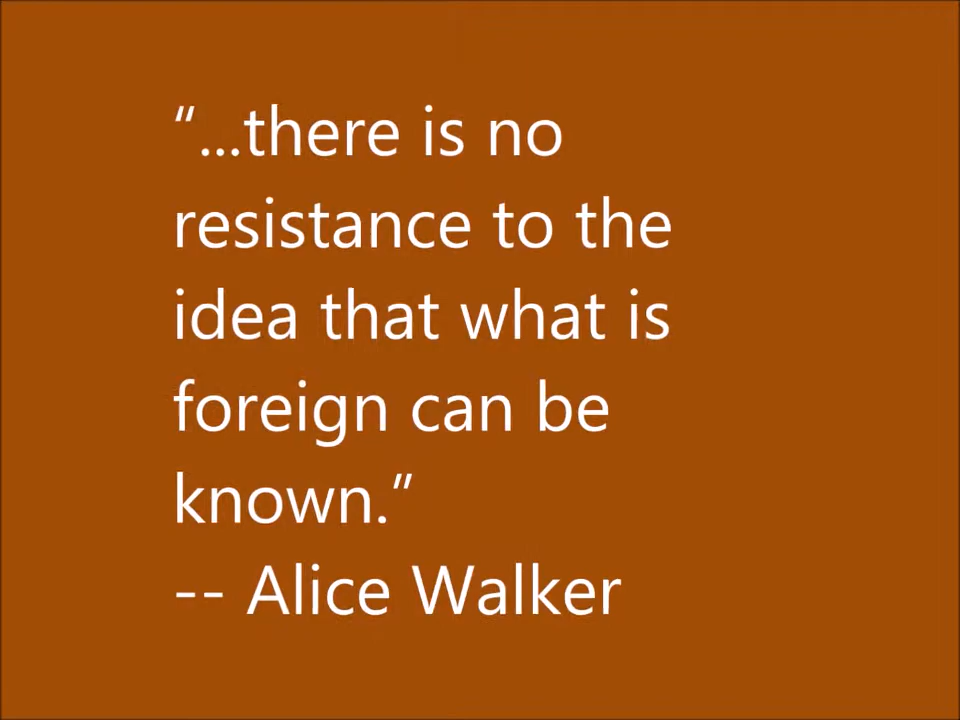 “...there is no
resistance to the
idea that what is
foreign can be
known.”
-- Alice Walker